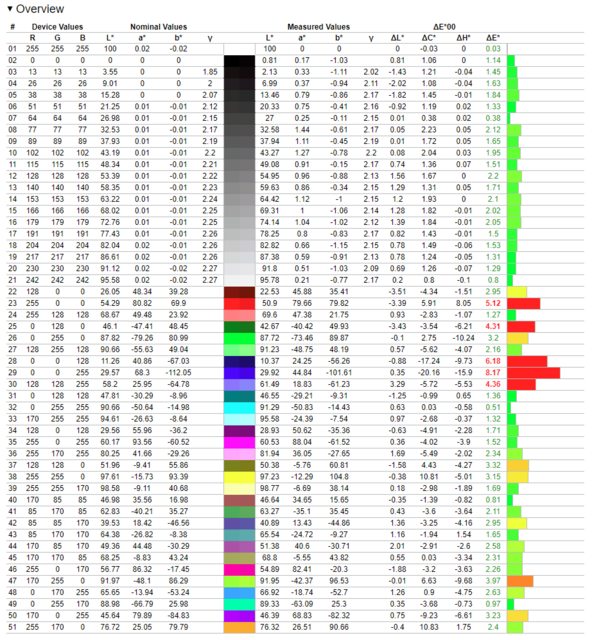 ▼ Overview
# Device Values Nominal Values Measured Values ΔE*00
R G B L* a* b* γ L* a* b* γ ΔL* ΔC* ΔH* ΔE*
01 255 255 255 100 0.02 -0.02 100 0 0 0 -0.03 0 0.03
02 0 0 0 0 0 0 0.81 0.17 -1.03 0.81 1.06 0 1.14
03 13 13 13 3.55 0 0 1.85 2.13 0.33 -1.11 2.02 -1.43 1.21 -0.04 1.45
04 26 26 26 9.01 0 0 2 6.99 0.37 -0.94 2.11 -2.02 1.08 -0.04 1.63
05 38 38 38 15.28 0 0 2.07 13.46 0.79 -0.86 2.17 -1.82 1.45 -0.01 1.84
06 51 51 51 21.25 0.01 -0.01 2.12 20.33 0.75 -0.41 2.16 -0.92 1.19 0.02 1.33
07 64 64 64 26.98 0.01 -0.01 2.15 27 0.25 -0.11 2.15 0.01 0.38 0.02 0.38
08 77 77 77 32.53 0.01 -0.01 2.17 32.58 1.44 -0.61 2.17 0.05 2.23 0.05 2.12
09 89 89 89 37.93 0.01 -0.01 2.19 37.94 1.11 -0.45 2.19 0.01 1.72 0.05 1.65
10 102 102 102 43.19 0.01 -0.01 2.2 43.27 1.27 -0.78 2.2 0.08 2.04 0.03 1.95
11 115 115 115 48.34 0.01 -0.01 2.21 49.08 0.91 -0.15 2.17 0.74 1.36 0.07 1.51
12 128 128 128 53.39 0.01 -0.01 2.22 54.95 0.96 -0.88 2.13 1.56 1.67 0 2.2
13 140 140 140 58.35 0.01 -0.01 2.23 59.63 0.86 -0.34 2.15 1.29 1.31 0.05 1.71
14 153 153 153 63.22 0.01 -0.01 2.24 64.42 1.12 -1 2.15 1.2 1.93 0 2.1
15 166 166 166 68.02 0.01 -0.01 2.25 69.31 1 -1.06 2.14 1.28 1.82 -0.01 2.02
16 179 179 179 72.76 0.01 -0.01 2.25 74.14 1.04 -1.02 2.12 1.39 1.84 -0.01 2.05
17 191 191 191 77.43 0.02 -0.01 2.26 78.25 0.8 -0.83 2.17 0.82 1.43 -0.01 1.5
18 204 204 204 82.04 0.02 -0.01 2.26 82.82 0.66 -1.15 2.19 0.78 1.49 -0.06 1.53
19 217 217 217 86.61 0.02 -0.01 2.26 87.38 0.59 -0.91 2.13 0.78 1.24 -0.05 1.31
20 230 230 230 91.12 0.02 -0.02 2.27 91.8 0.51 -1.03 2.09 0.69 1.26 -0.07 1.29
21 242 242 242 95.58 0.02 -0.02 2.27 95.78 0.21 -0.77 2.17 0.2 0.8 -0.1 0.8
22 128 0 0 26.05 48.34 39.28 22.53 45.88 35.41 -3.51 -4.34 -1.51 2.95
23 255 0 0 54.29 80.82 69.9 50.9 79.66 79.82 -3.39 5.91 8.05 5.12
24 255 128 128 68.67 49.48 23.92 69.6 47.38 21.75 0.93 -2.83 -1.07 1.27
25 0 128 0 46.1 -47.41 48.45 42.67 -40.42 49.93 -3.43 -3.54 -6.21 4.31
26 0 255 0 87.82 -79.26 80.99 87.72 -73.46 89.87 -0.1 2.75 -10.24 3.2
27 128 255 128 90.66 -55.63 49.04 91.23 -48.75 48.19 0.57 -5.62 -4.07 2.16
28 0 0 128 11.26 40.86 -67.03 10.37 24.25 -56.26 -0.88 -17.24 -9.73 6.18
29 0 0 255 29.57 68.3 -112.05 29.92 44.84 -101.61 0.35 -20.16 -15.9 8.17
30 128 128 255 58.2 25.95 -64.78 61.49 18.83 -61.23 3.29 -5.72 -5.53 4.36
31 0 128 128 47.81 -30.29 -8.96 46.55 -29.21 -9.31 -1.25 -0.99 0.65 1.36
32 0 255 255 90.66 -50.64 -14.98 91.29 -50.83 -14.43 0.63 0.03 -0.58 0.51
33 170 255 255 94.61 -26.63 -8.64 95.58 -24.39 -7.54 0.97 -2.68 -0.37 1.32
34 128 0 128 29.56 55.96 -36.2 28.93 50.62 -35.36 -0.63 -4.91 -2.28 1.71
35 255 0 255 60.17 93.56 -60.52 60.53 88.04 -61.52 0.36 -4.02 -3.9 1.52
36 255 170 255 80.25 41.66 -29.26 81.94 36.05 -27.65 1.69 -5.49 -2.02 2.34
37 128 128 0 51.96 -9.41 55.86 50.38 -5.76 60.81 -1.58 4.43 -4.27 3.32
38 255 255 0 97.61 -15.73 93.39 97.23 -12.29 104.8 -0.38 10.81 -5.01 3.15
39 255 255 170 98.58 -9.11 40.68 98.77 -6.69 38.14 0.18 -2.98 -1.89 1.69
40 170 85 85 46.98 35.56 16.98 46.64 34.65 15.65 -0.35 -1.39 -0.82 0.81
41 85 170 85 62.83 -40.21 35.27 63.27 -35.1 35.45 0.43 -3.6 -3.64 2.11
42 85 85 170 39.53 18.42 -46.56 40.89 13.43 -44.86 1.36 -3.25 -4.16 2.95
43 85 170 170 64.38 -26.82 -8.38 65.54 -24.72 -9.27 1.16 -1.94 1.54 1.65
44 170 85 170 49.36 44.48 -30.29 51.38 40.6 -30.71 2.01 -2.91 -2.6 2.58
45 170 170 85 68.25 -8.83 43.24 68.8 -5.55 43.82 0.55 0.03 -3.34 2.31
46 255 0 170 56.77 86.32 17.45 54.89 82.41 20.3 -1.88 -3.2 -3.63 2.26
47 170 255 0 91.95 -48.1 86.29 91.95 -42.37 96.53 -0.01 6.63 -9.68 3.97
48 0 170 255 65.65 -13.94 -53.24 66.92 -18.74 -52.7 1.26 0.9 -4.75 2.63
49 0 255 170 88.98 -66.79 25.98 89.33 -63.09 25.3 0.35 -3.68 -0.73 0.97
50 170 0 255 45.64 79.89 -84.83 46.39 68.83 -82.32 0.75 -9.23 -6.61 3.23
51 255 170 0 76.72 25.05 79.79 76.32 26.51 90.66 -0.4 10.83 1.75 2.4